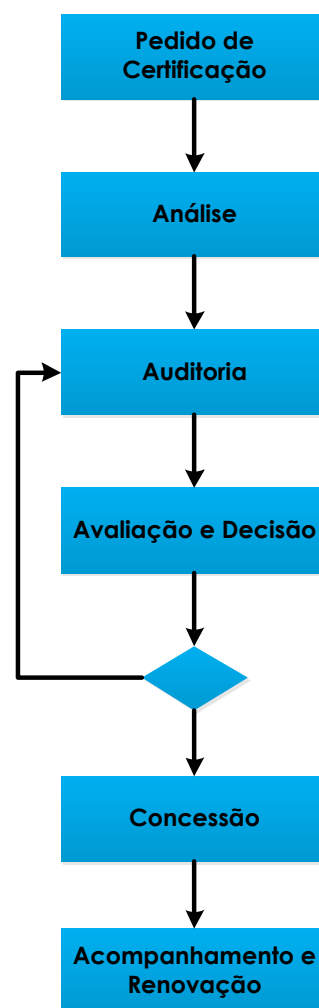 Pedido de
Certificação
Análise
Auditoria
Avaliação e Decisão
Concessão
Acompanhamento e
Renovação